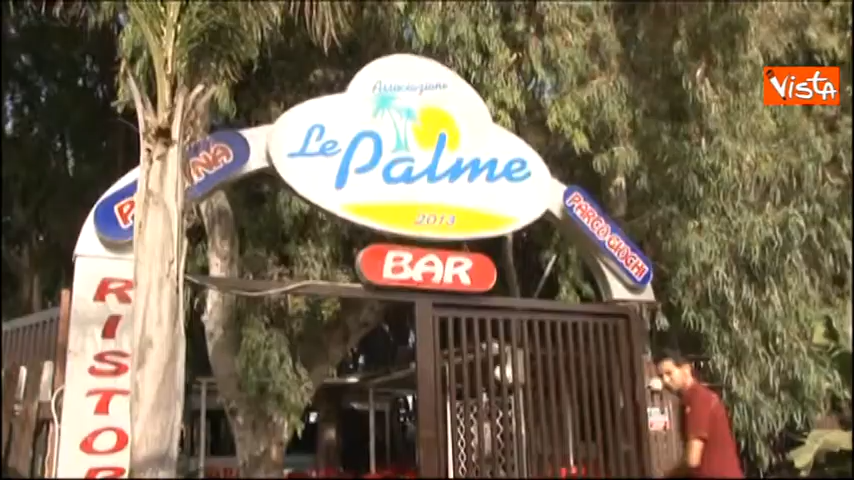 VISTA
Associazione
Le Palme
2013
PARCO GIOCHI
BAR
RISTO